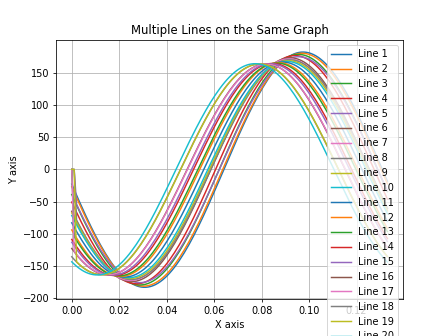 Multiple Lines on the Same Graph
Y axis
150
100
50
0
−50
−100
−150
−200
0.00
0.02
0.04
0.06
0.08
0.10
X axis
Line 1
Line 2
Line 3
Line 4
Line 5
Line 6
Line 7
Line 8
Line 9
Line 10
Line 11
Line 12
Line 13
Line 14
Line 15
Line 16
Line 17
Line 18
Line 19
Line 20